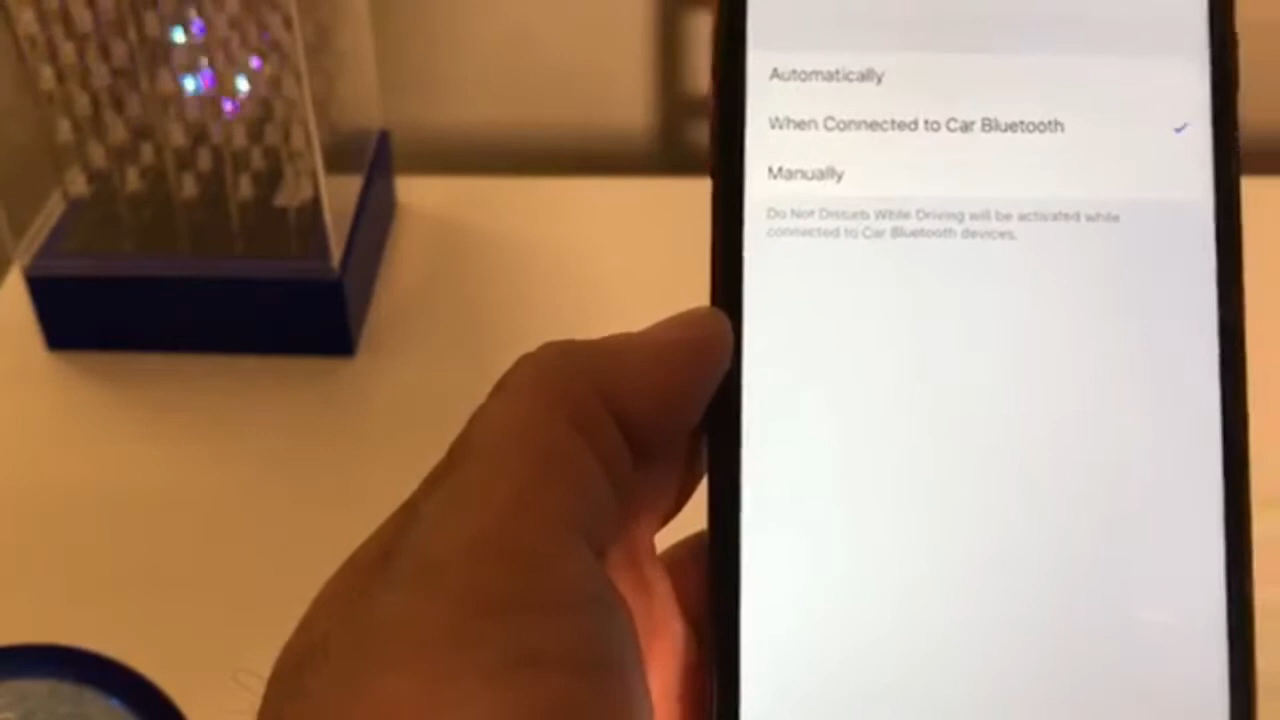 Automatically
When Connected to Car Bluetooth
Manually
Do Not Disturb While Driving will be activated while
connected to Car Bluetooth devices.